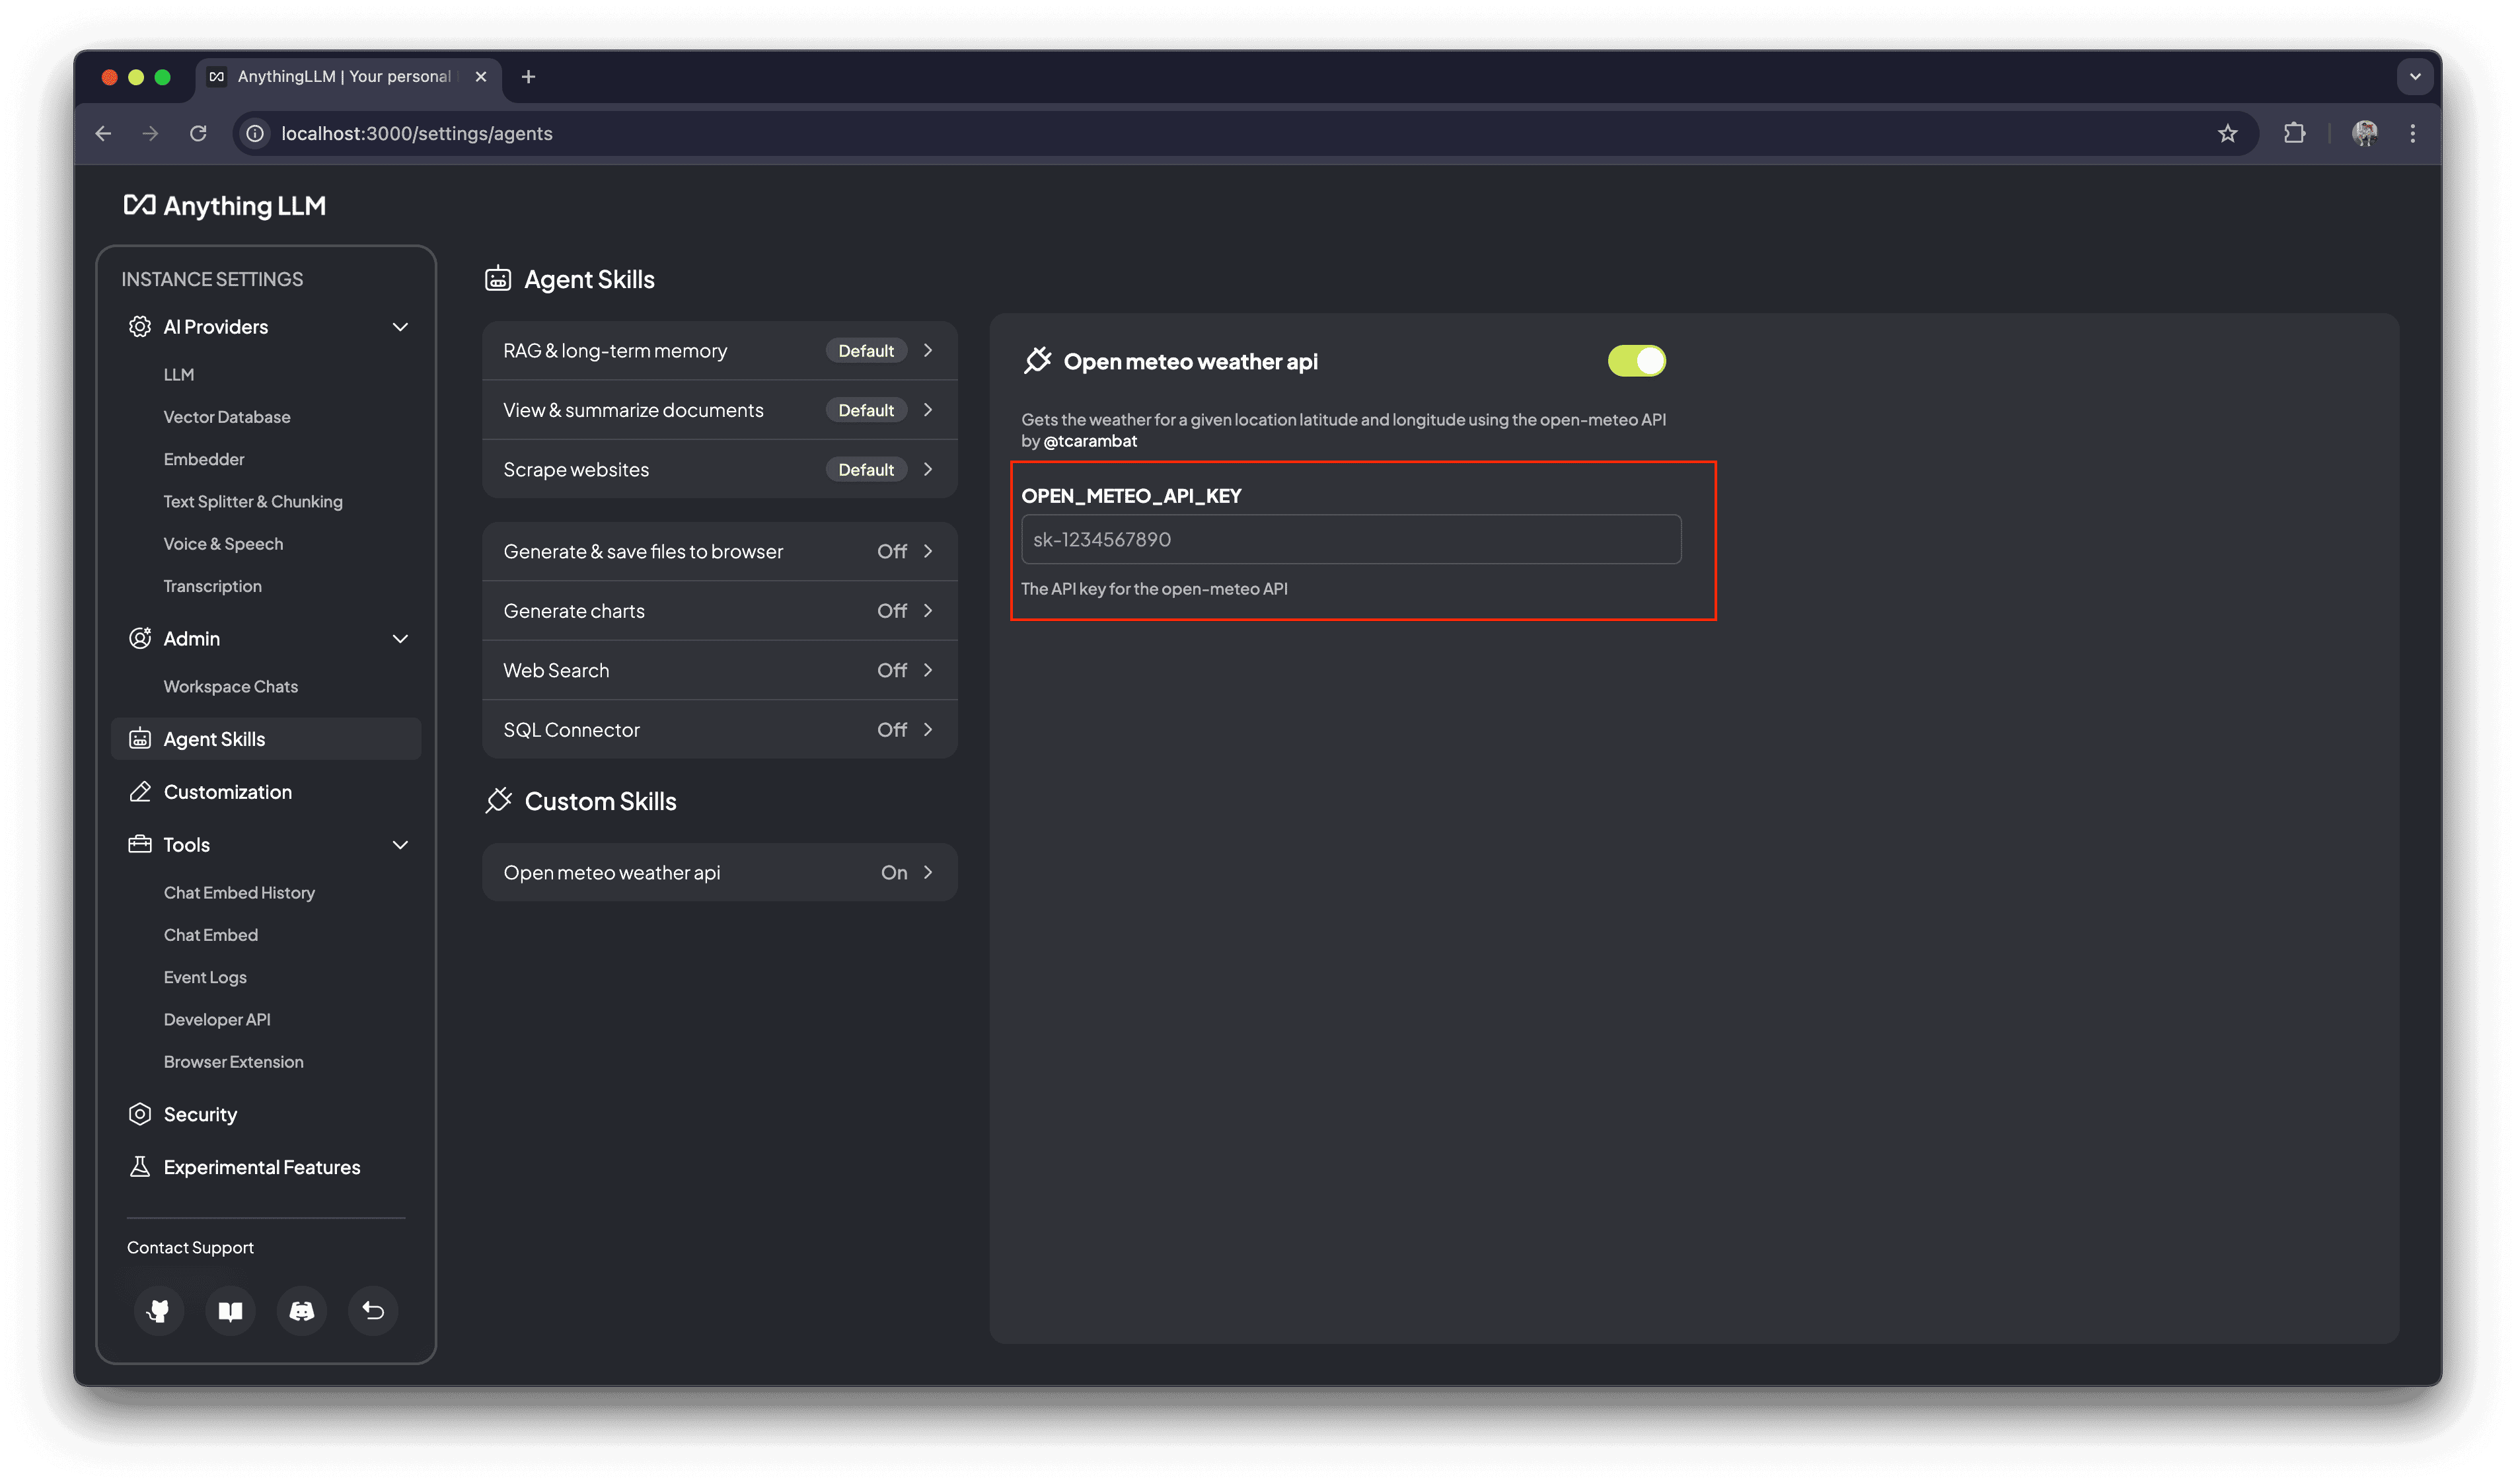 AnythingLLM | Your personal
localhost:3000/settings/agents
Anything LLM
INSTANCE SETTINGS
AI Providers
LLM
Vector Database
Embedder
Text Splitter & Chunking
Voice & Speech
Transcription
Admin
Workspace Chats
Agent Skills
Customization
Tools
Chat Embed History
Chat Embed
Event Logs
Developer API
Browser Extension
Security
Experimental Features
Contact Support
Agent Skills
RAG & long-term memory Default
View & summarize documents Default
Scrape websites Default
Generate & save files to browser Off
Generate charts Off
Web Search Off
SQL Connector Off
Custom Skills
Open meteo weather api On
Open meteo weather api
Gets the weather for a given location latitude and longitude using the open-meteo API
by @tcarambat
OPEN_METEO_API_KEY
sk-1234567890
The API key for the open-meteo API